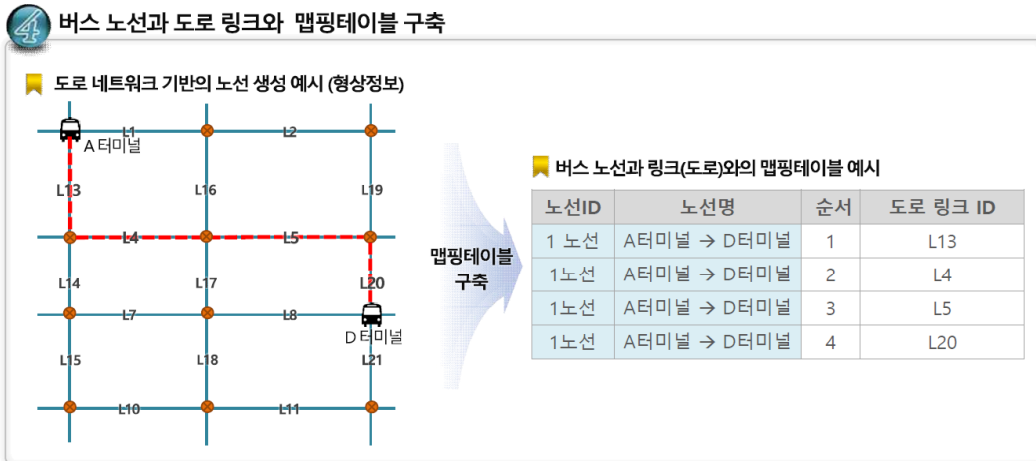 4 버스 노선과 도로 링크와 맵핑테이블 구축
도로 네트워크 기반의 노선 생성 예시 (형상정보)
L1 L2
A 터미널
L13 L16 L19
L4 L5
L14 L17 L20
L7 L8
D 터미널
L15 L18 L21
L10 L11
맵핑테이블
구축
버스 노선과 링크(도로)와의 맵핑테이블 예시
노선ID 노선명 순서 도로 링크 ID
1 노선 A터미널 → D터미널 1 L13
1노선 A터미널 → D터미널 2 L4
1노선 A터미널 → D터미널 3 L5
1노선 A터미널 → D터미널 4 L20